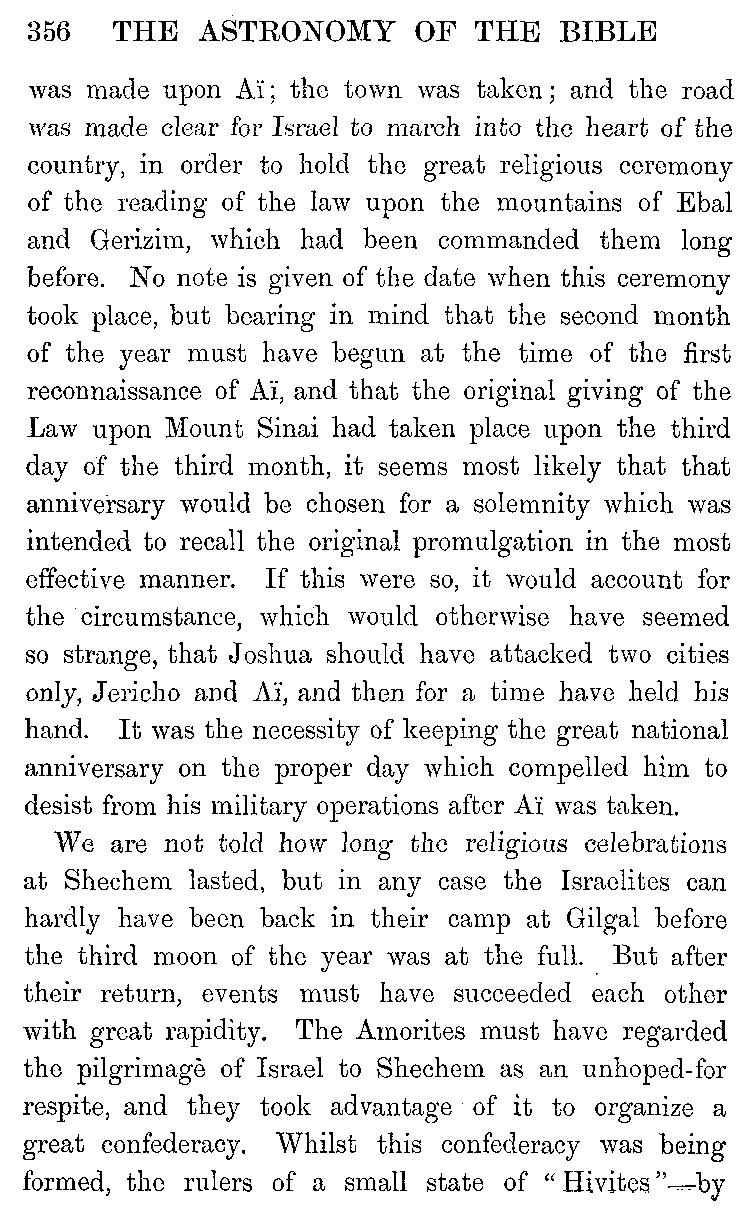 356 THE ASTRONOMY OF THE BIBLE
was made upon Aï; the town was taken; and the road
was made clear for Israel to march into the heart of the
country, in order to hold the great religious ceremony
of the reading of the law upon the mountains of Ebal
and Gerizim, which had been commanded them long
before. No note is given of the date when this ceremony
took place, but bearing in mind that the second month
of the year must have begun at the time of the first
reconnaissance of Aï, and that the original giving of the
Law upon Mount Sinai had taken place upon the third
day of the third month, it seems most likely that that
anniversary would be chosen for a solemnity which was
intended to recall the original promulgation in the most
effective manner. If this were so, it would account for
the circumstance, which would otherwise have seemed
so strange, that Joshua should have attacked two cities
only, Jericho and Aï, and then for a time have held his
hand. It was the necessity of keeping the great national
anniversary on the proper day which compelled him to
desist from his military operations after Aï was taken.
We are not told how long the religious celebrations
at Shechem lasted, but in any case the Israelites can
hardly have been back in their camp at Gilgal before
the third moon of the year was at the full. But after
their return, events must have succeeded each other
with great rapidity. The Amorites must have regarded
the pilgrimage of Israel to Shechem as an unhoped-for
respite, and they took advantage of it to organize a
great confederacy. Whilst this confederacy was being
formed, the rulers of a small state of "Hivites"—by